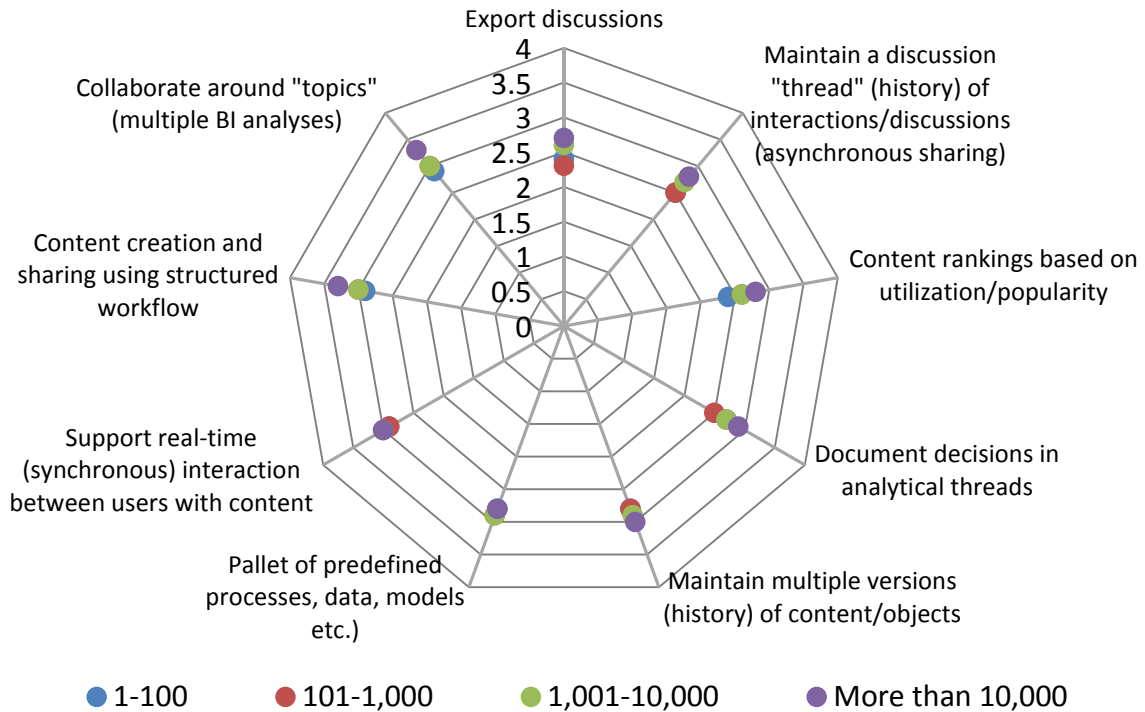 Export discussions
4
3.5
3
2.5
2
1.5
1
0.5
0
Maintain a discussion
"thread" (history) of
interactions/discussions
(asynchronous sharing)
Content rankings based on
utilization/popularity
Document decisions in
analytical threads
Maintain multiple versions
(history) of content/objects
Pallet of predefined
processes, data, models
etc.)
Support real-time
(synchronous) interaction
between users with content
Content creation and
sharing using structured
workflow
Collaborate around "topics"
(multiple BI analyses)
1-100
101-1,000
1,001-10,000
More than 10,000